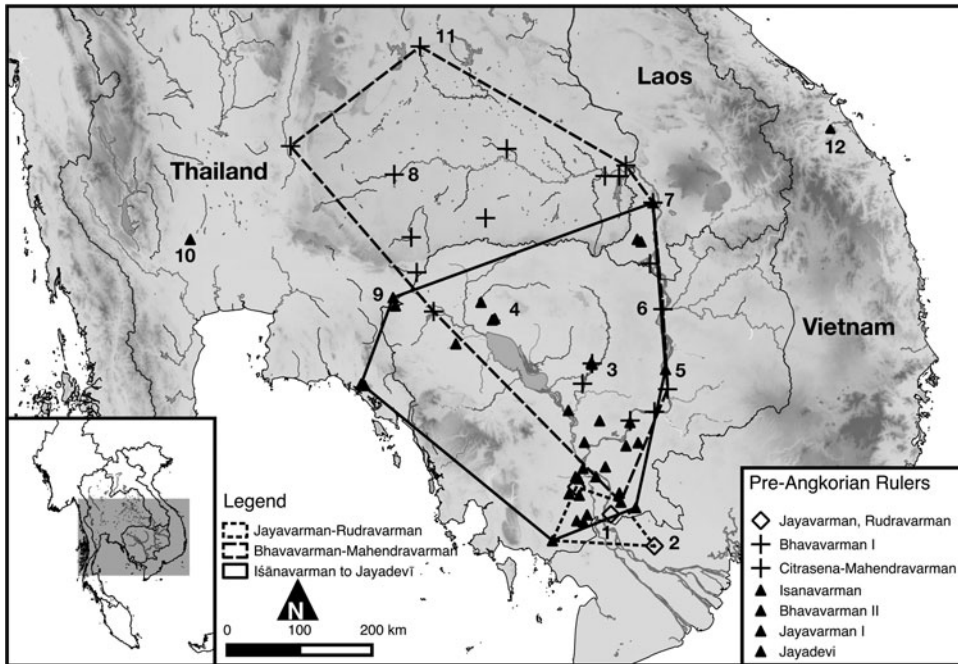 11
Laos
12
Thailand
8
7
10
9
4
6
Vietnam
3
5
1
2
Legend
Jayavarman-Rudravarman
Bhavavarman-Mahendravarman
Iśānavarman to Jayadevī
N
0 100 200 km
Pre-Angkorian Rulers
Jayavarman, Rudravarman
Bhavavarman I
Citrasena-Mahendravarman
Isanavarman
Bhavavarman II
Jayavarman I
Jayadevi